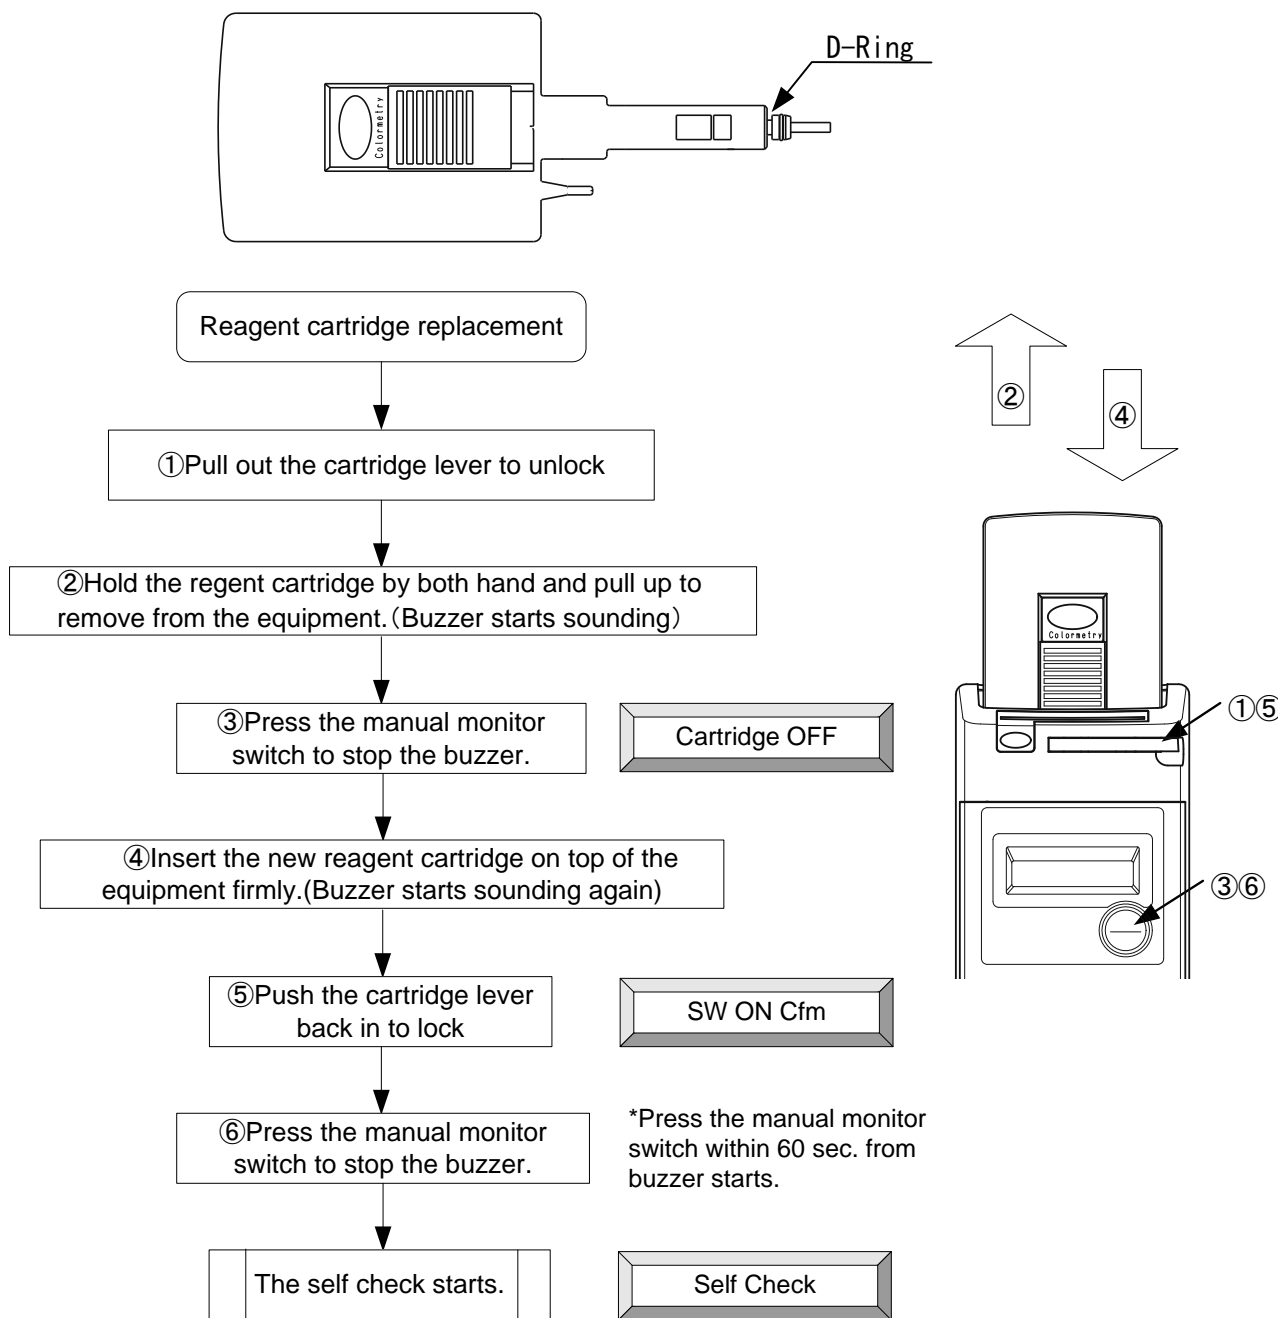 D-Ring
Colormetry
Reagent cartridge replacement
①Pull out the cartridge lever to unlock
②Hold the regent cartridge by both hand and pull up to
remove from the equipment.(Buzzer starts sounding)
③Press the manual monitor
switch to stop the buzzer.
Cartridge OFF
④Insert the new reagent cartridge on top of the
equipment firmly.(Buzzer starts sounding again)
⑤Push the cartridge lever
back in to lock
SW ON Cfm
⑥Press the manual monitor
switch to stop the buzzer.
*Press the manual monitor
switch within 60 sec. from
buzzer starts.
The self check starts.
Self Check
②
④
Colormetry
①⑤
③⑥